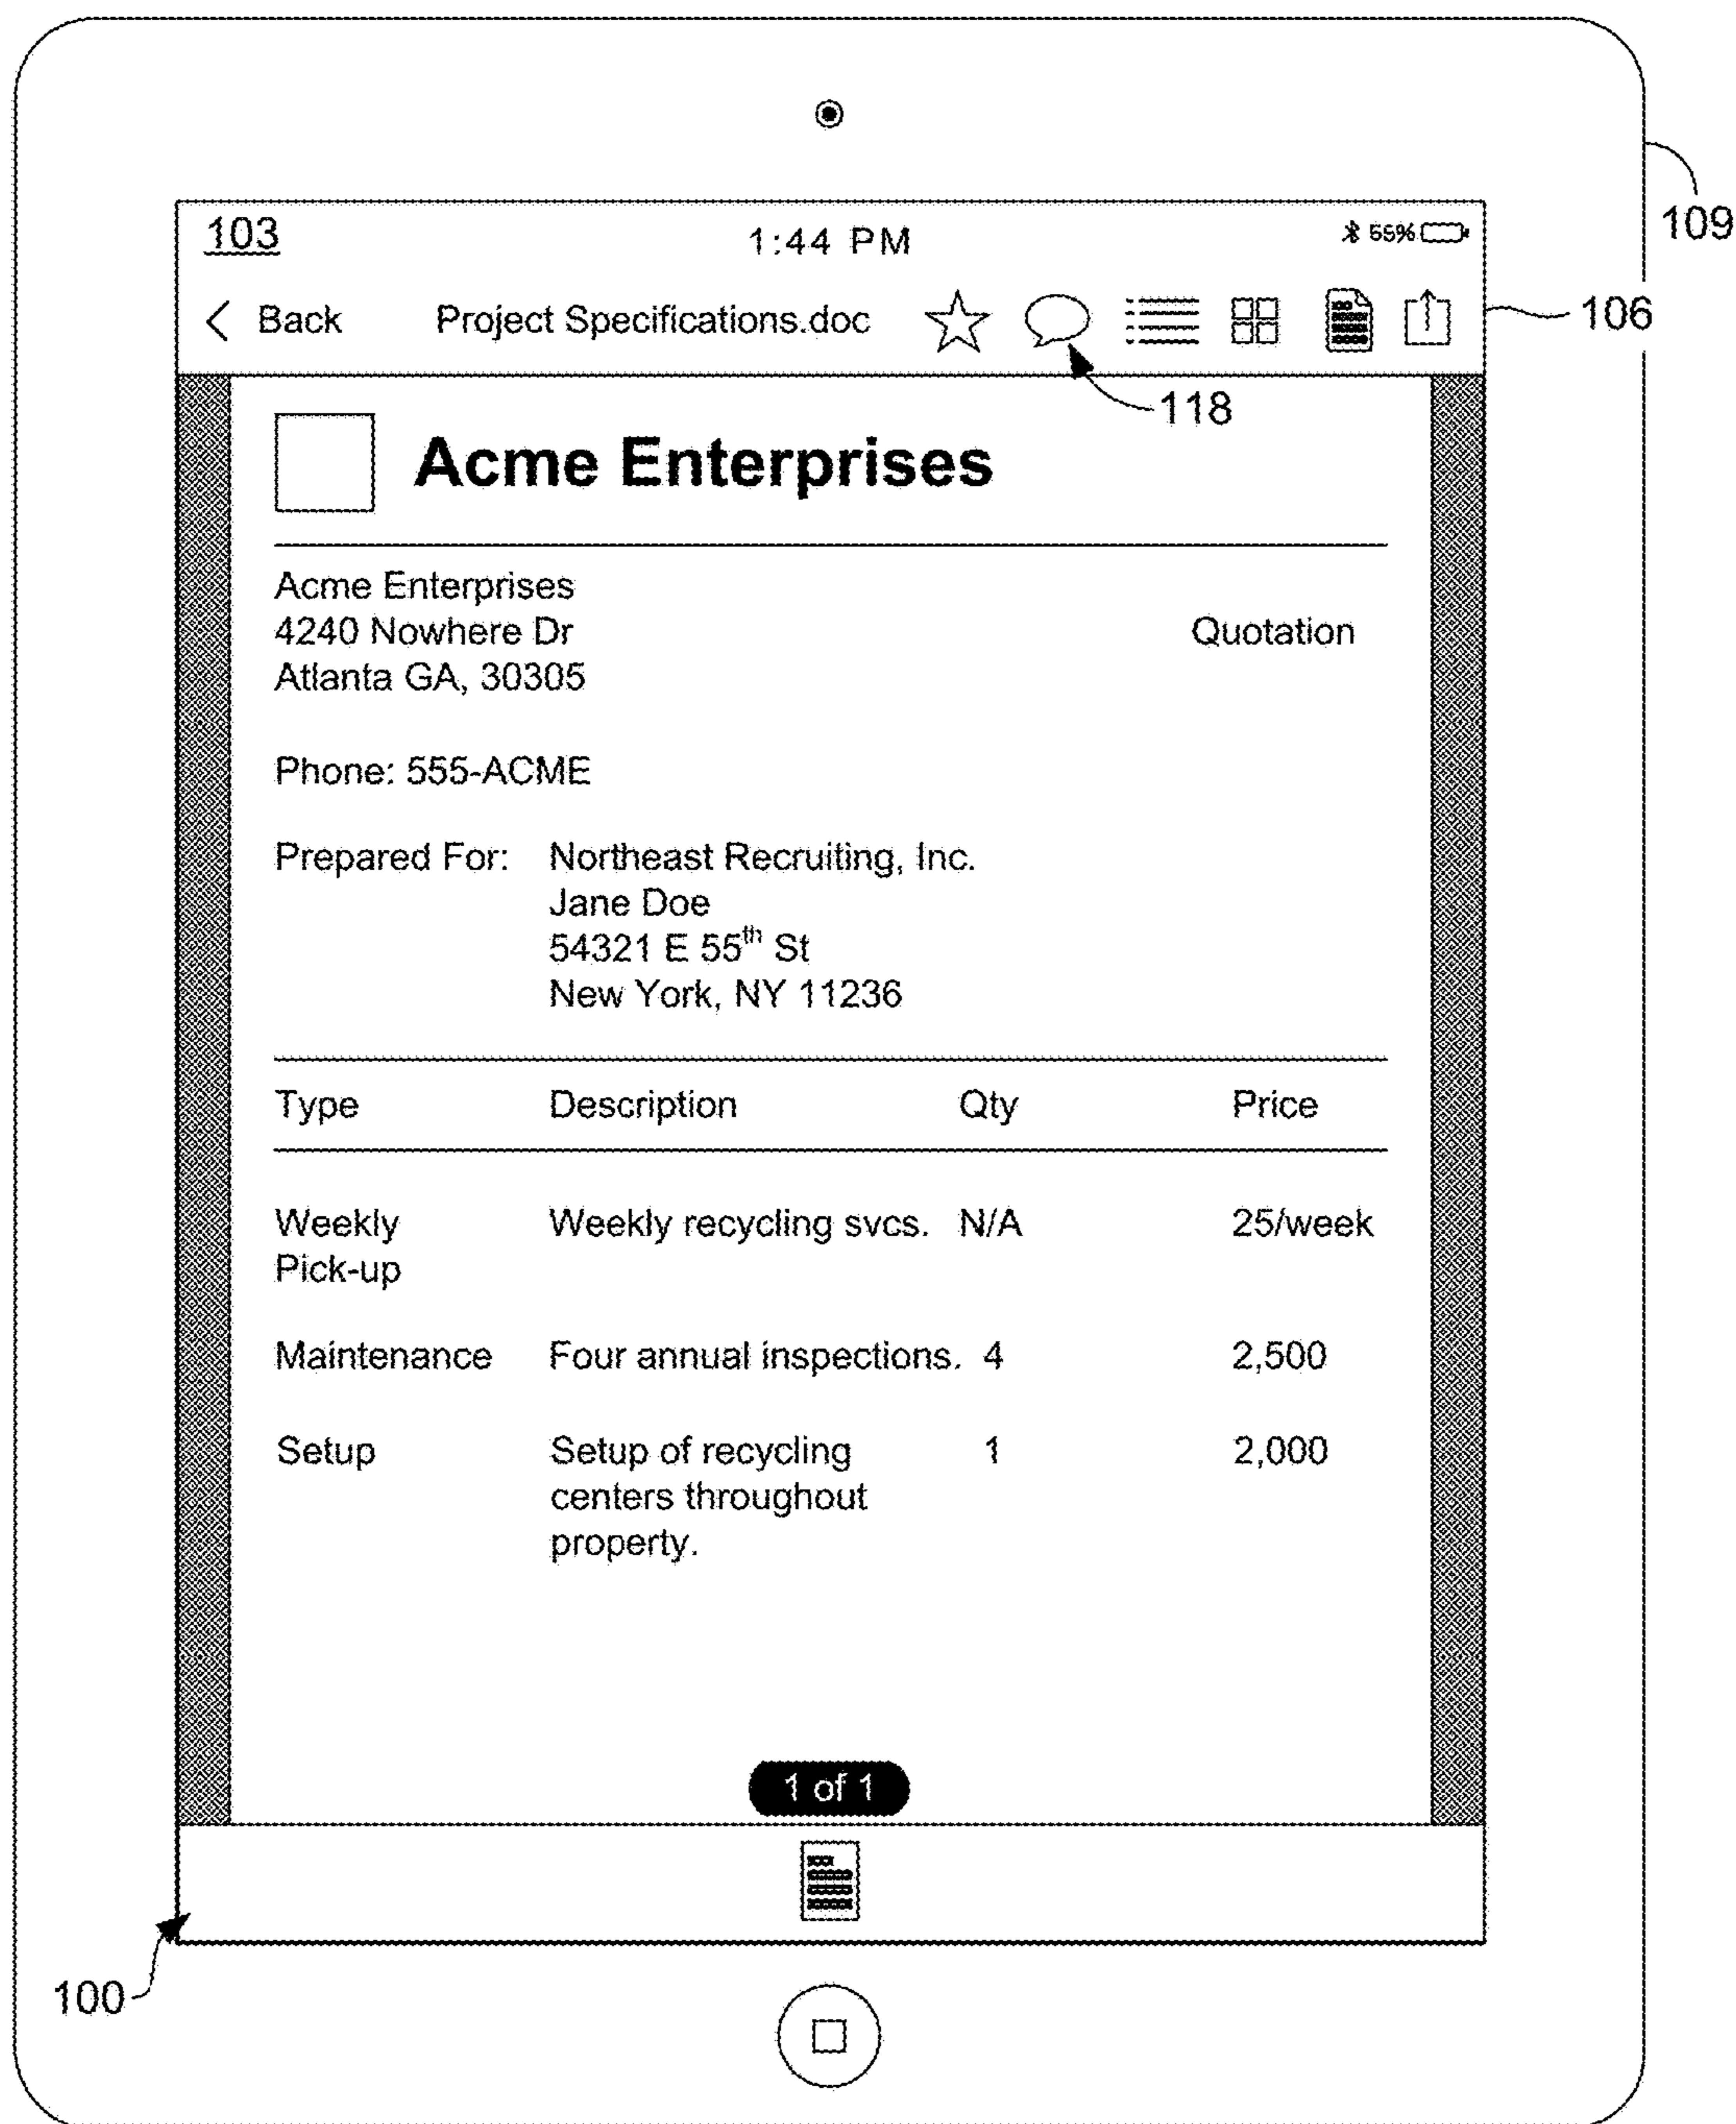 109
103 1:44 PM 55%
Back Project Specifications.doc
106
118
Acme Enterprises
Acme Enterprises
4240 Nowhere Dr Quotation
Atlanta GA, 30305
Phone: 555-ACME
Prepared For: Northeast Recruiting, Inc.
Jane Doe
54321 E 55th St
New York, NY 11236
Type Description Qty Price
Weekly Weekly recycling svcs. N/A 25/week
Pick-up
Maintenance Four annual inspections. 4 2,500
Setup Setup of recycling 1 2,000
centers throughout
property.
1 of 1
100